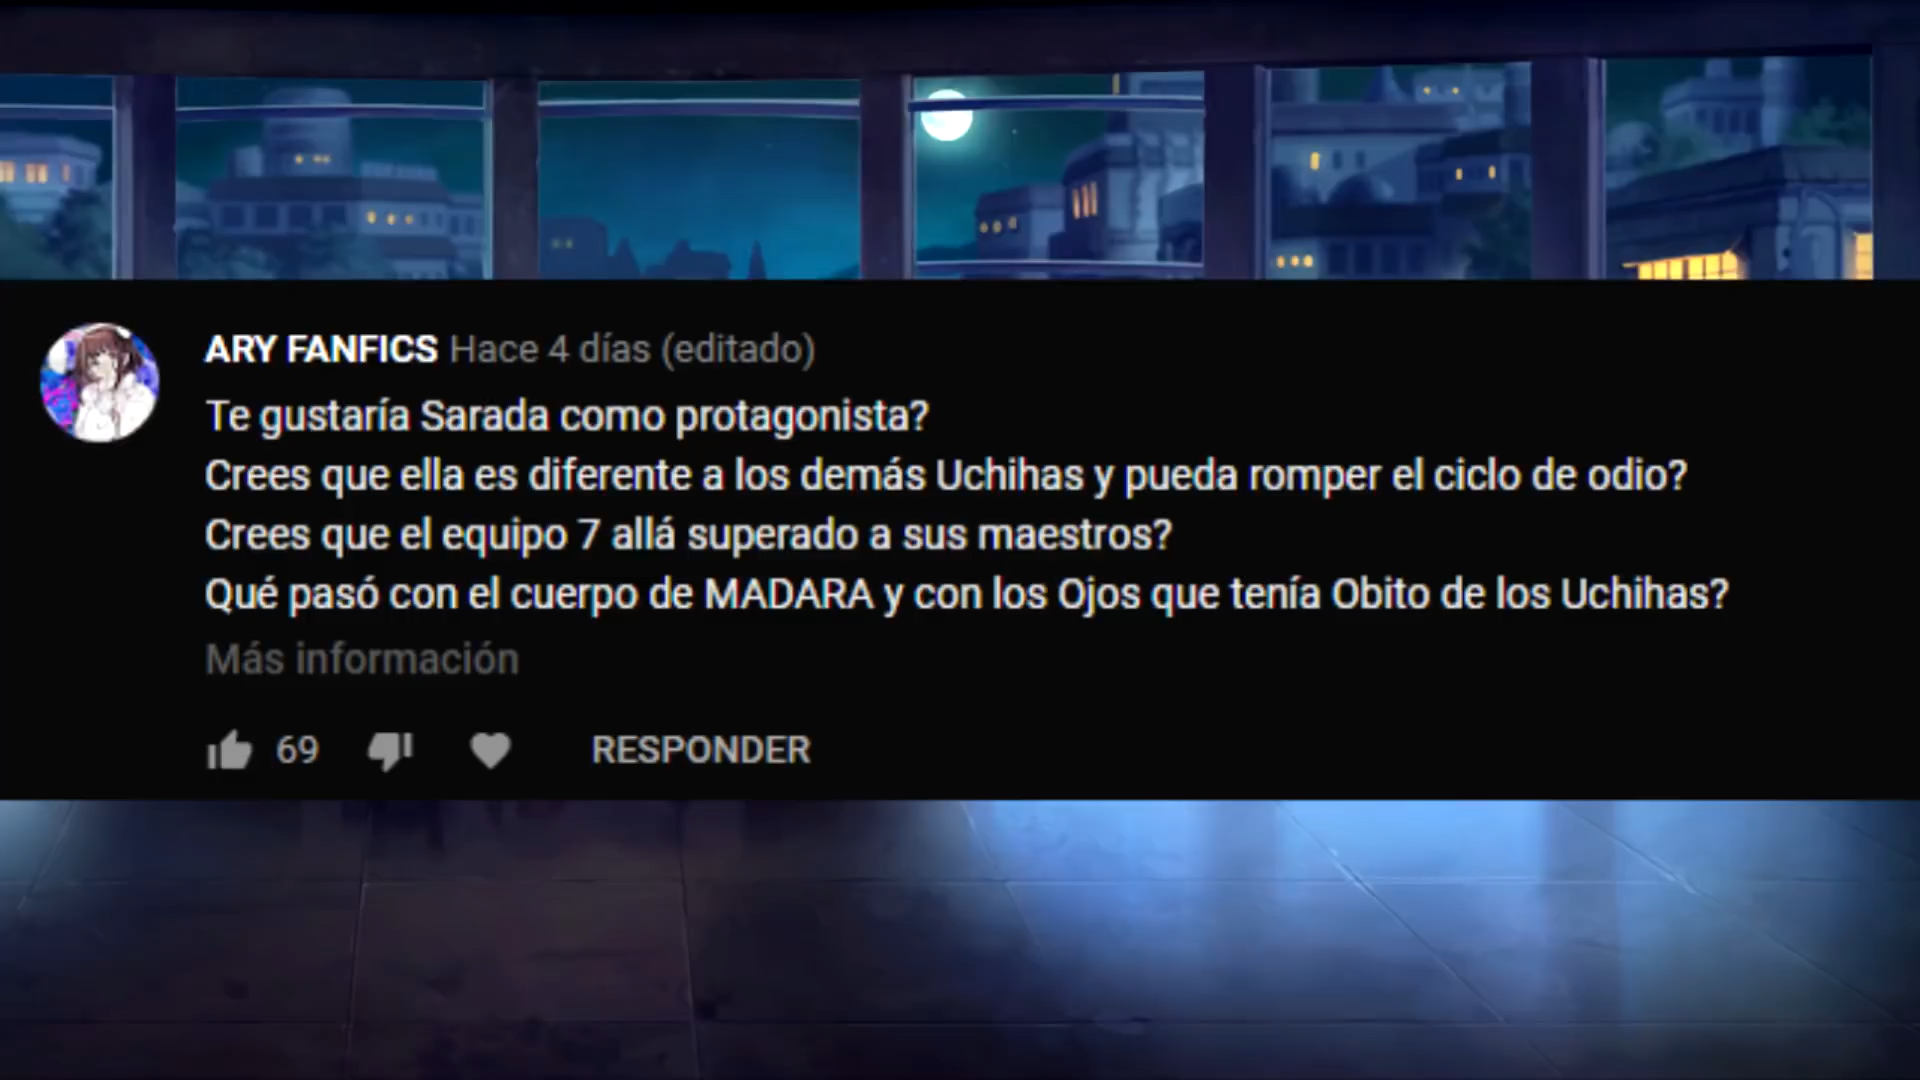 ARY FANFICS Hace 4 días (editado)
Te gustaría Sarada como protagonista?
Crees que ella es diferente a los demás Uchihas y pueda romper el ciclo de odio?
Crees que el equipo 7 allá superado a sus maestros?
Qué pasó con el cuerpo de MADARA y con los Ojos que tenía Obito de los Uchihas?
Más información
69 RESPONDER